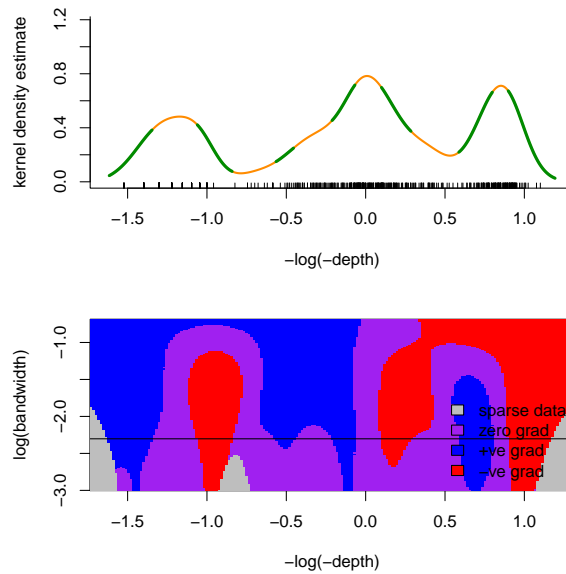 kernel density estimate
1.2
0.8
0.4
0.0
−1.5 −1.0 −0.5 0.0 0.5 1.0
−log(−depth)
log(bandwidth)
−1.0
−2.0
−3.0
sparse data
zero grad
+ve grad
−ve grad
−1.5 −1.0 −0.5 0.0 0.5 1.0
−log(−depth)